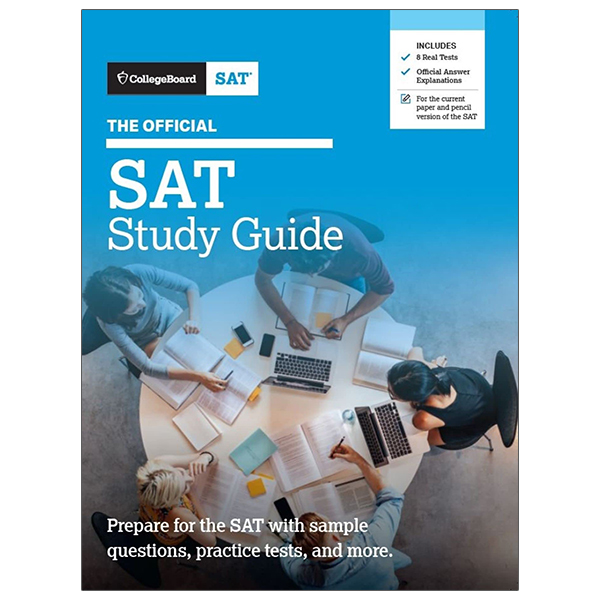 CollegeBoard SAT®
THE OFFICIAL
SAT
Study Guide
INCLUDES
8 Real Tests
Official Answer
Explanations
For the current
paper and pencil
version of the SAT
Prepare for the SAT with sample
questions, practice tests, and more.